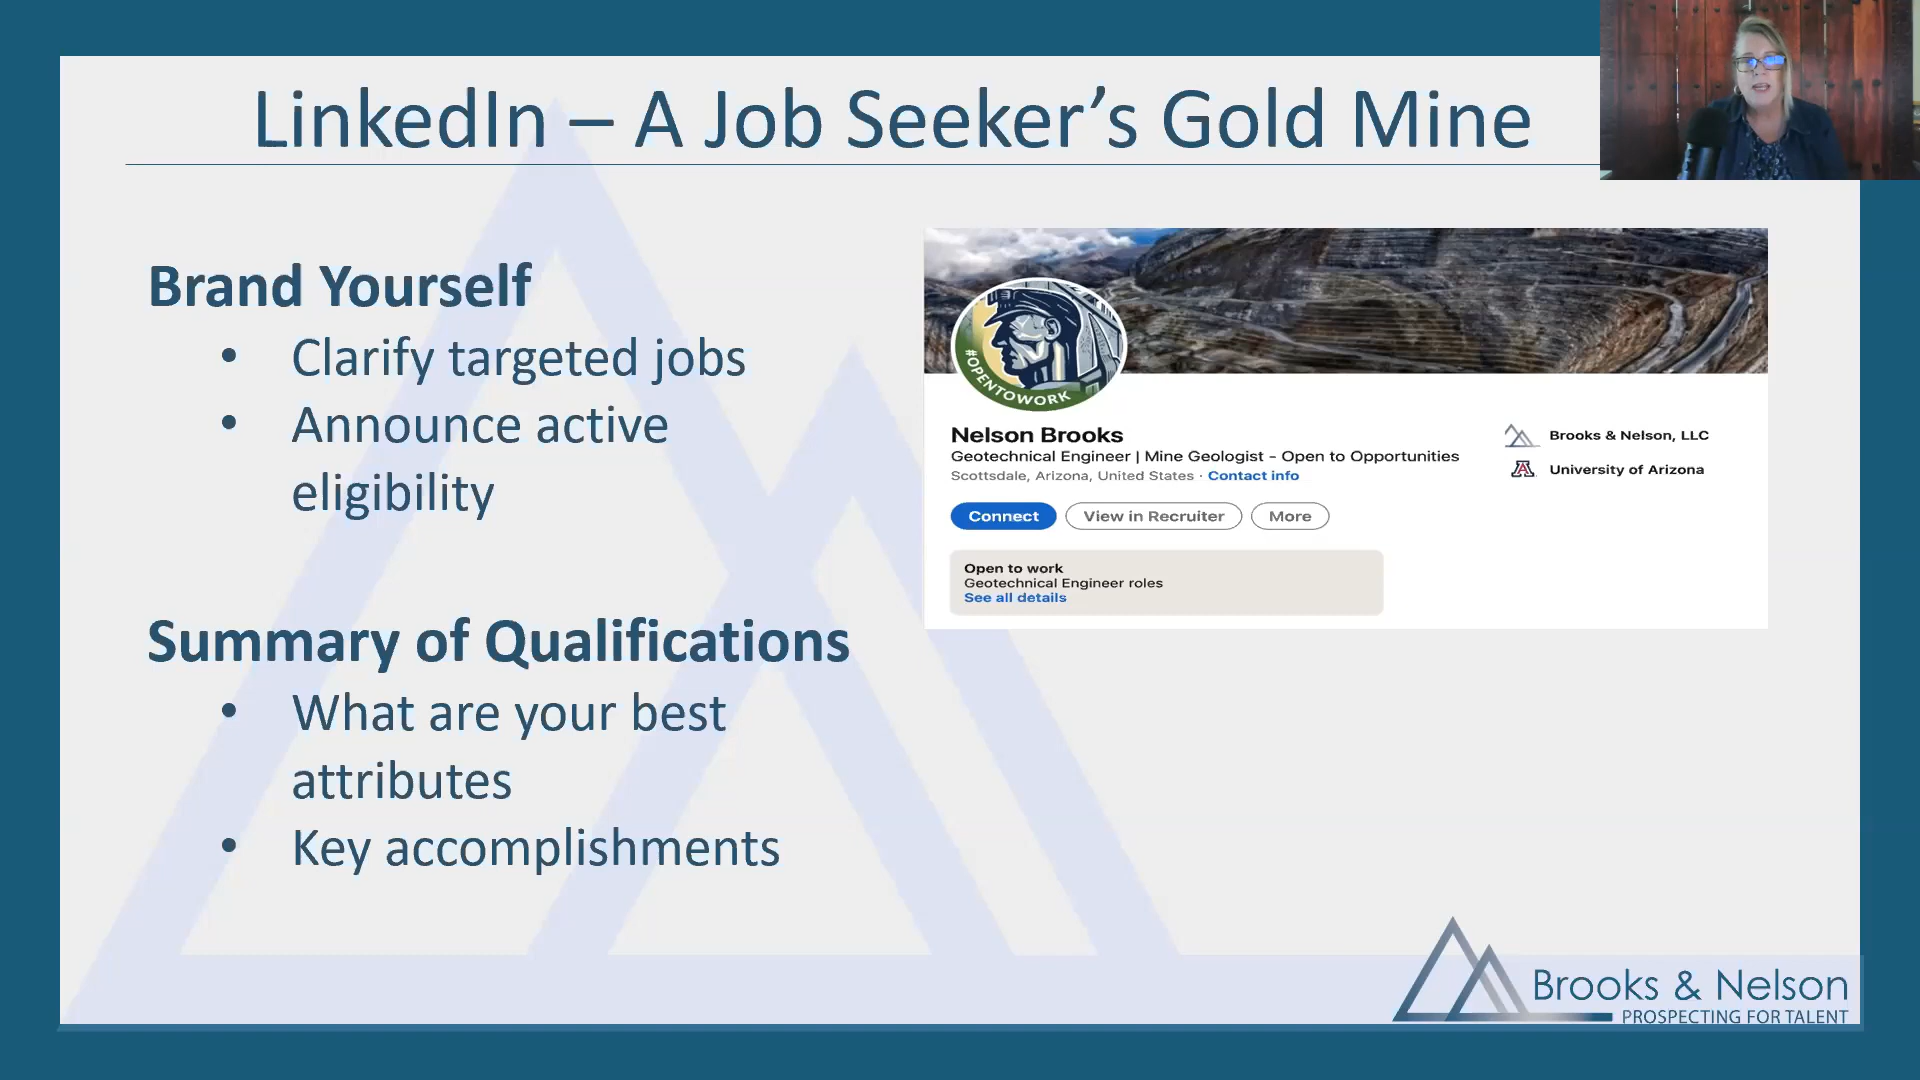 LinkedIn – A Job Seeker’s Gold Mine
Brand Yourself
• Clarify targeted jobs
• Announce active
eligibility
Summary of Qualifications
• What are your best
attributes
• Key accomplishments
#OPENTOWORK
Nelson Brooks
Geotechnical Engineer | Mine Geologist – Open to Opportunities
Scottsdale, Arizona, United States · Contact info
Connect
View in Recruiter
More
Open to work
Geotechnical Engineer roles
See all details
Brooks & Nelson, LLC
A
University of Arizona
Brooks & Nelson
PROSPECTING FOR TALENT